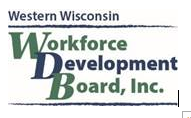 Western Wisconsin
Workforce
Development
Board, Inc.